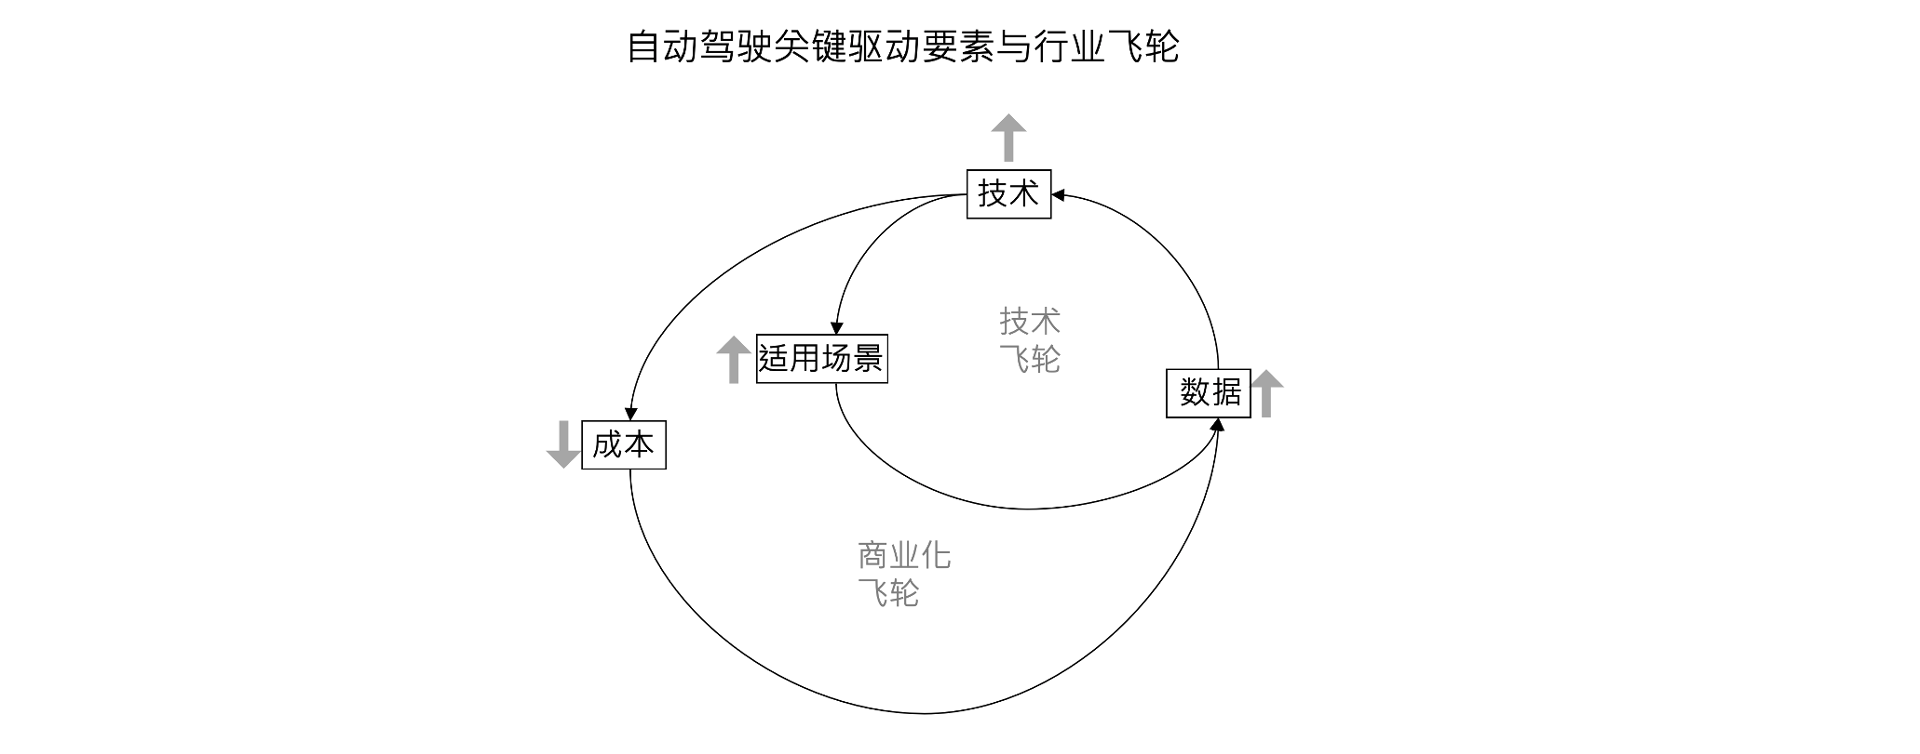 自动驾驶关键驱动要素与行业飞轮
技术
技术
飞轮
适用场景
数据
成本
商业化
飞轮